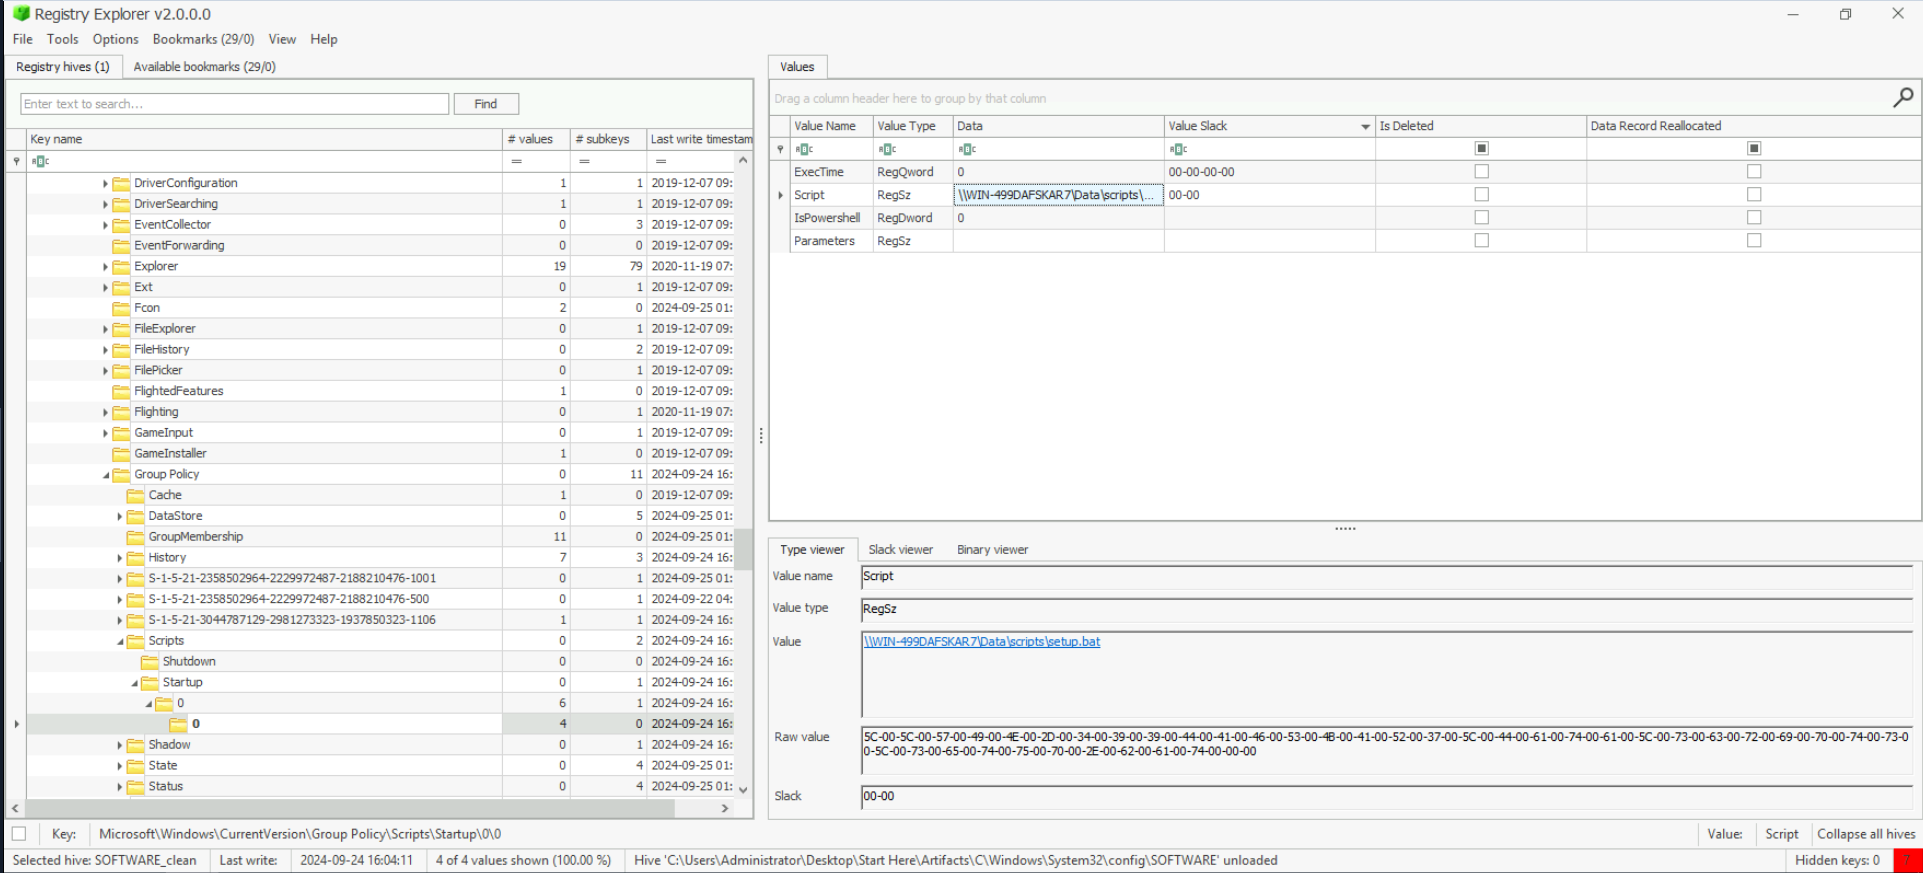 Registry Explorer v2.0.0.0
File Tools Options Bookmarks (29/0) View Help
Registry hives (1) Available bookmarks (29/0)
Enter text to search... Find
Key name # values # subkeys Last write timestam
= = =
DriverConfiguration 1 1 2019-12-07 09:
DriverSearching 1 1 2019-12-07 09:
EventCollector 0 3 2019-12-07 09:
EventForwarding 0 0 2019-12-07 09:
Explorer 19 79 2020-11-19 07:
Ext 0 1 2019-12-07 09:
Fcon 2 0 2024-09-25 01:
FileExplorer 0 1 2019-12-07 09:
FileHistory 0 2 2019-12-07 09:
FilePicker 0 1 2019-12-07 09:
FlightedFeatures 1 0 2019-12-07 09:
Flighting 0 1 2020-11-19 07:
GameInput 0 1 2019-12-07 09:
GameInstaller 1 0 2019-12-07 09:
Group Policy 0 11 2024-09-24 16:
Cache 1 0 2019-12-07 09:
DataStore 0 5 2024-09-25 01:
GroupMembership 11 0 2024-09-25 01:
History 7 3 2024-09-24 16:
S-1-5-21-2358502964-2229972487-2188210476-1001 0 1 2024-09-25 01:
S-1-5-21-2358502964-2229972487-2188210476-500 0 1 2024-09-22 04:
S-1-5-21-3044787129-2981273323-1937850323-1106 1 1 2024-09-24 16:
Scripts 0 2 2024-09-24 16:
Shutdown 0 0 2024-09-24 16:
Startup 0 1 2024-09-24 16:
0 6 1 2024-09-24 16:
0 4 0 2024-09-24 16:
Shadow 0 1 2024-09-24 16:
State 0 4 2024-09-25 01:
Status 0 4 2024-09-25 01:
Values
Drag a column header here to group by that column
Value Name Value Type Data Value Slack Is Deleted Data Record Reallocated
ExecTime RegQword 0 00-00-00-00
Script RegSz \\WIN-499DAFSKAR7\Data\scripts\... 00-00
IsPowershell RegDword 0
Parameters RegSz
Type viewer Slack viewer Binary viewer
Value name Script
Value type RegSz
Value \\WIN-499DAFSKAR7\Data\scripts\setup.bat
Raw value 5C-00-5C-00-57-00-49-00-4E-00-2D-00-34-00-39-00-39-00-44-00-41-00-46-00-53-00-4B-00-41-00-52-00-37-00-5C-00-44-00-61-00-74-00-61-00-5C-00-73-00-63-00-72-00-69-00-70-00-74-00-73-0
0-5C-00-73-00-65-00-74-00-75-00-70-00-2E-00-62-00-61-00-74-00-00-00
Slack 00-00
Key: Microsoft\Windows\CurrentVersion\Group Policy\Scripts\Startup\0\0 Value: Script Collapse all hives
Selected hive: SOFTWARE_clean Last write: 2024-09-24 16:04:11 4 of 4 values shown (100.00 %) Hive 'C:\Users\Administrator\Desktop\Start Here\Artifacts\C\Windows\System32\config\SOFTWARE' unloaded Hidden keys: 0 7